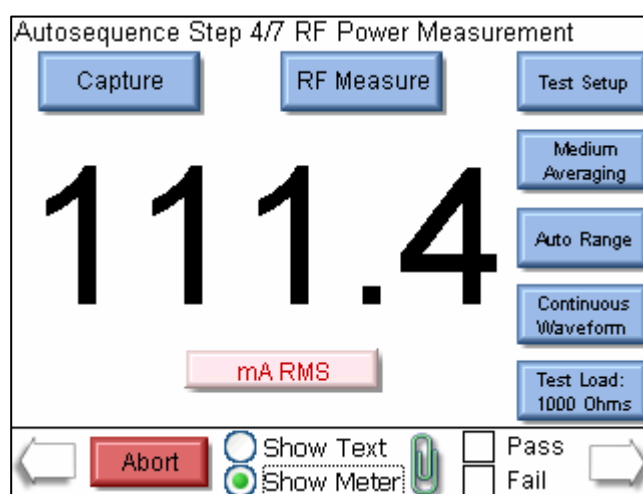 Autosequence Step 4/7 RF Power Measurement
Capture
RF Measure
Test Setup
Medium
Averaging
111.4
Auto Range
Continuous
Waveform
mA RMS
Test Load:
1000 Ohms
Abort
Show Text
Show Meter
Pass
Fail